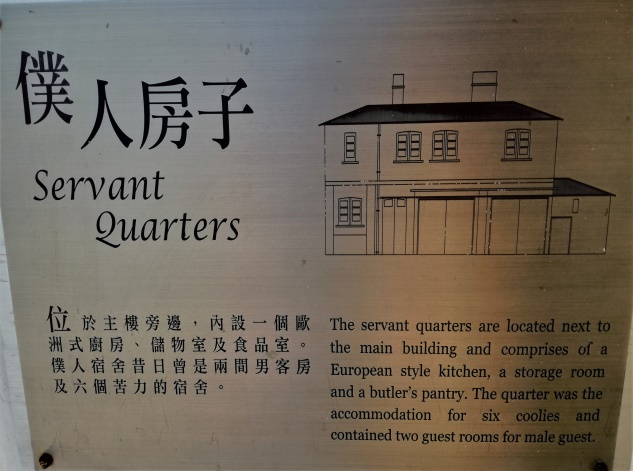 僕人房子
Servant
Quarters
位於主樓旁邊，內設一個歐
洲式廚房、儲物室及食品室。
僕人宿舍昔日曾是兩間男客房
及六個苦力的宿舍。
The servant quarters are located next to
the main building and comprises of a
European style kitchen, a storage room
and a butler's pantry. The quarter was the
accommodation for six coolies and
contained two guest rooms for male guest.